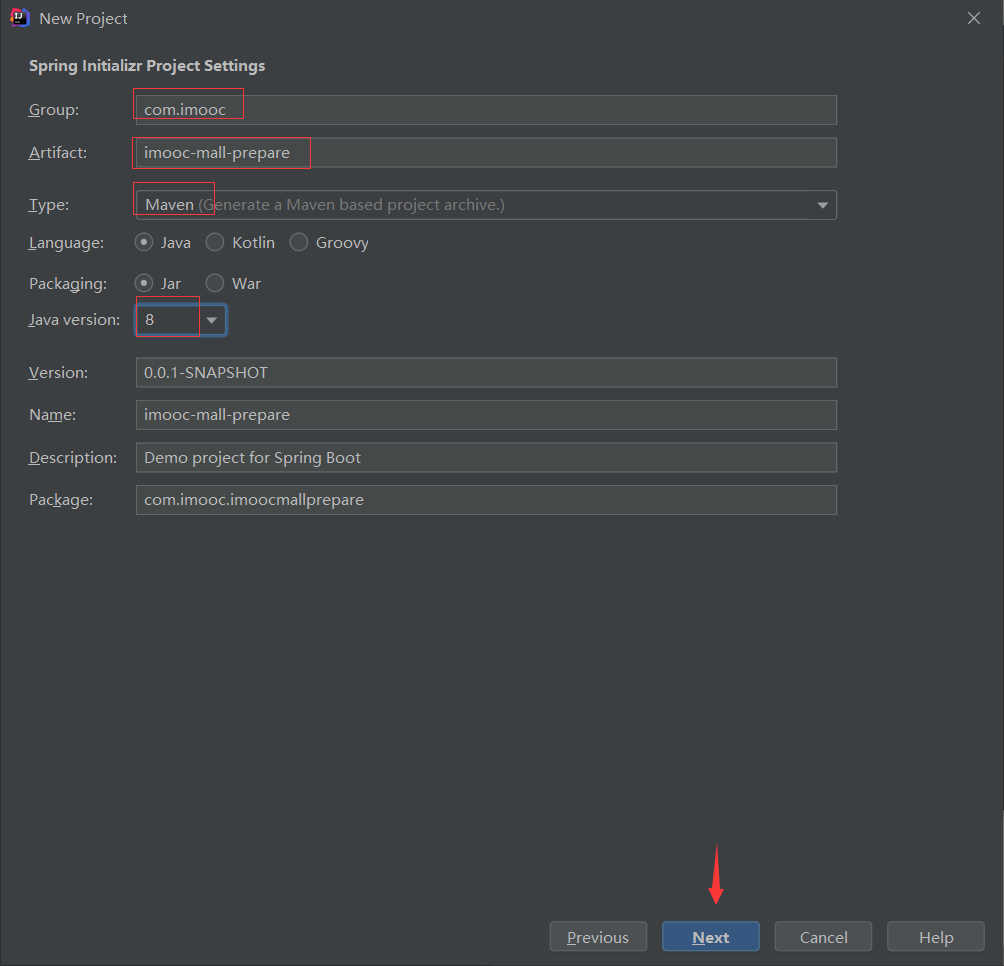 New Project
Spring Initializr Project Settings
Group: com.imooc
Artifact: imooc-mall-prepare
Type: Maven (Generate a Maven based project archive.)
Language: Java Kotlin Groovy
Packaging: Jar War
Java version: 8
Version: 0.0.1-SNAPSHOT
Name: imooc-mall-prepare
Description: Demo project for Spring Boot
Package: com.imooc.imoocmallprepare
Previous Next Cancel Help